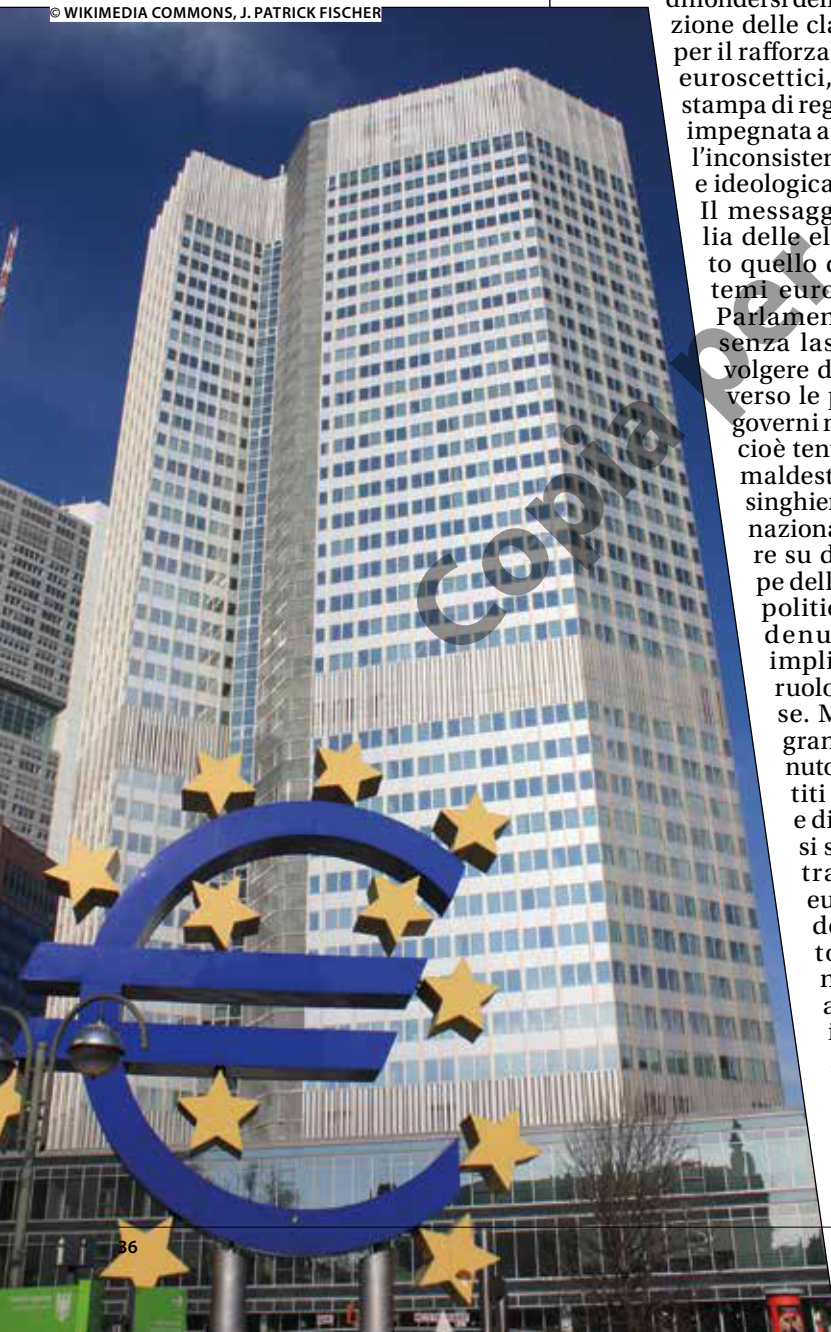 © WIKIMEDIA COMMONS, J. PATRICK FISCHER
diffondersi
zione delle cla
per il rafforza
euroscettici,
stampa di reg
impegnata a
l’inconsisten
e ideologica
Il messagg
lia delle el
to quello d
temi euro
Parlamen
senza las
volgere d
verso le p
governi n
cioè ten
maldest
singhier
naziona
re su d
pe dell
politic
denu
impli
ruolo
se. M
gran
nuto
titi
e di
si s
tra
eu
de
to
n
a
i
Copia per
36